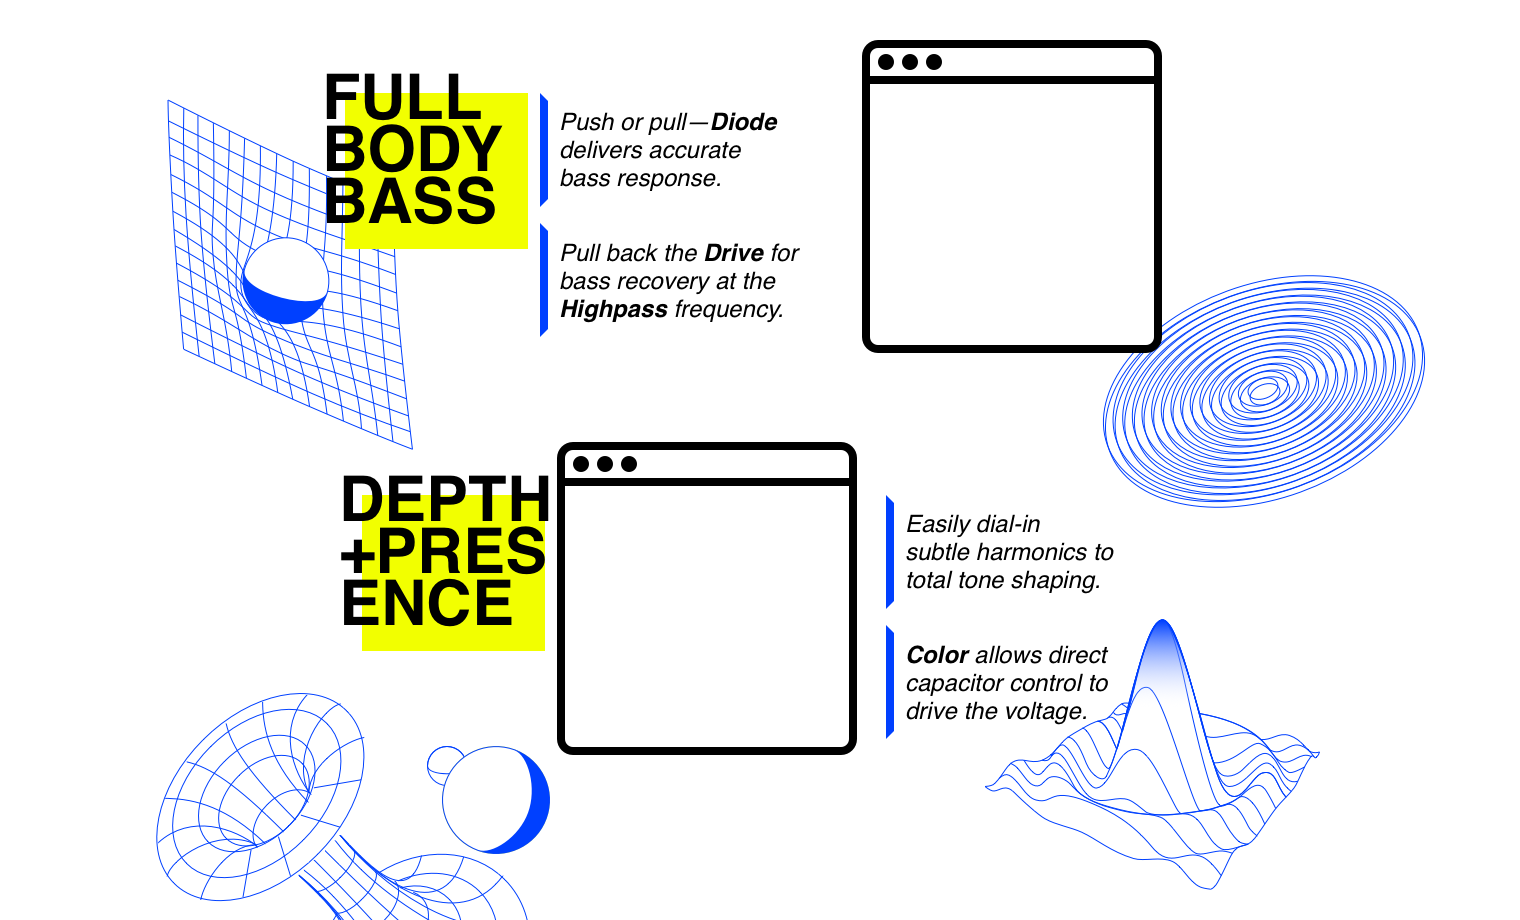 FULL
BODY
BASS
Push or pull—Diode
delivers accurate
bass response.
Pull back the Drive for
bass recovery at the
Highpass frequency.
DEPTH
+PRES
ENCE
Easily dial-in
subtle harmonics to
total tone shaping.
Color allows direct
capacitor control to
drive the voltage.